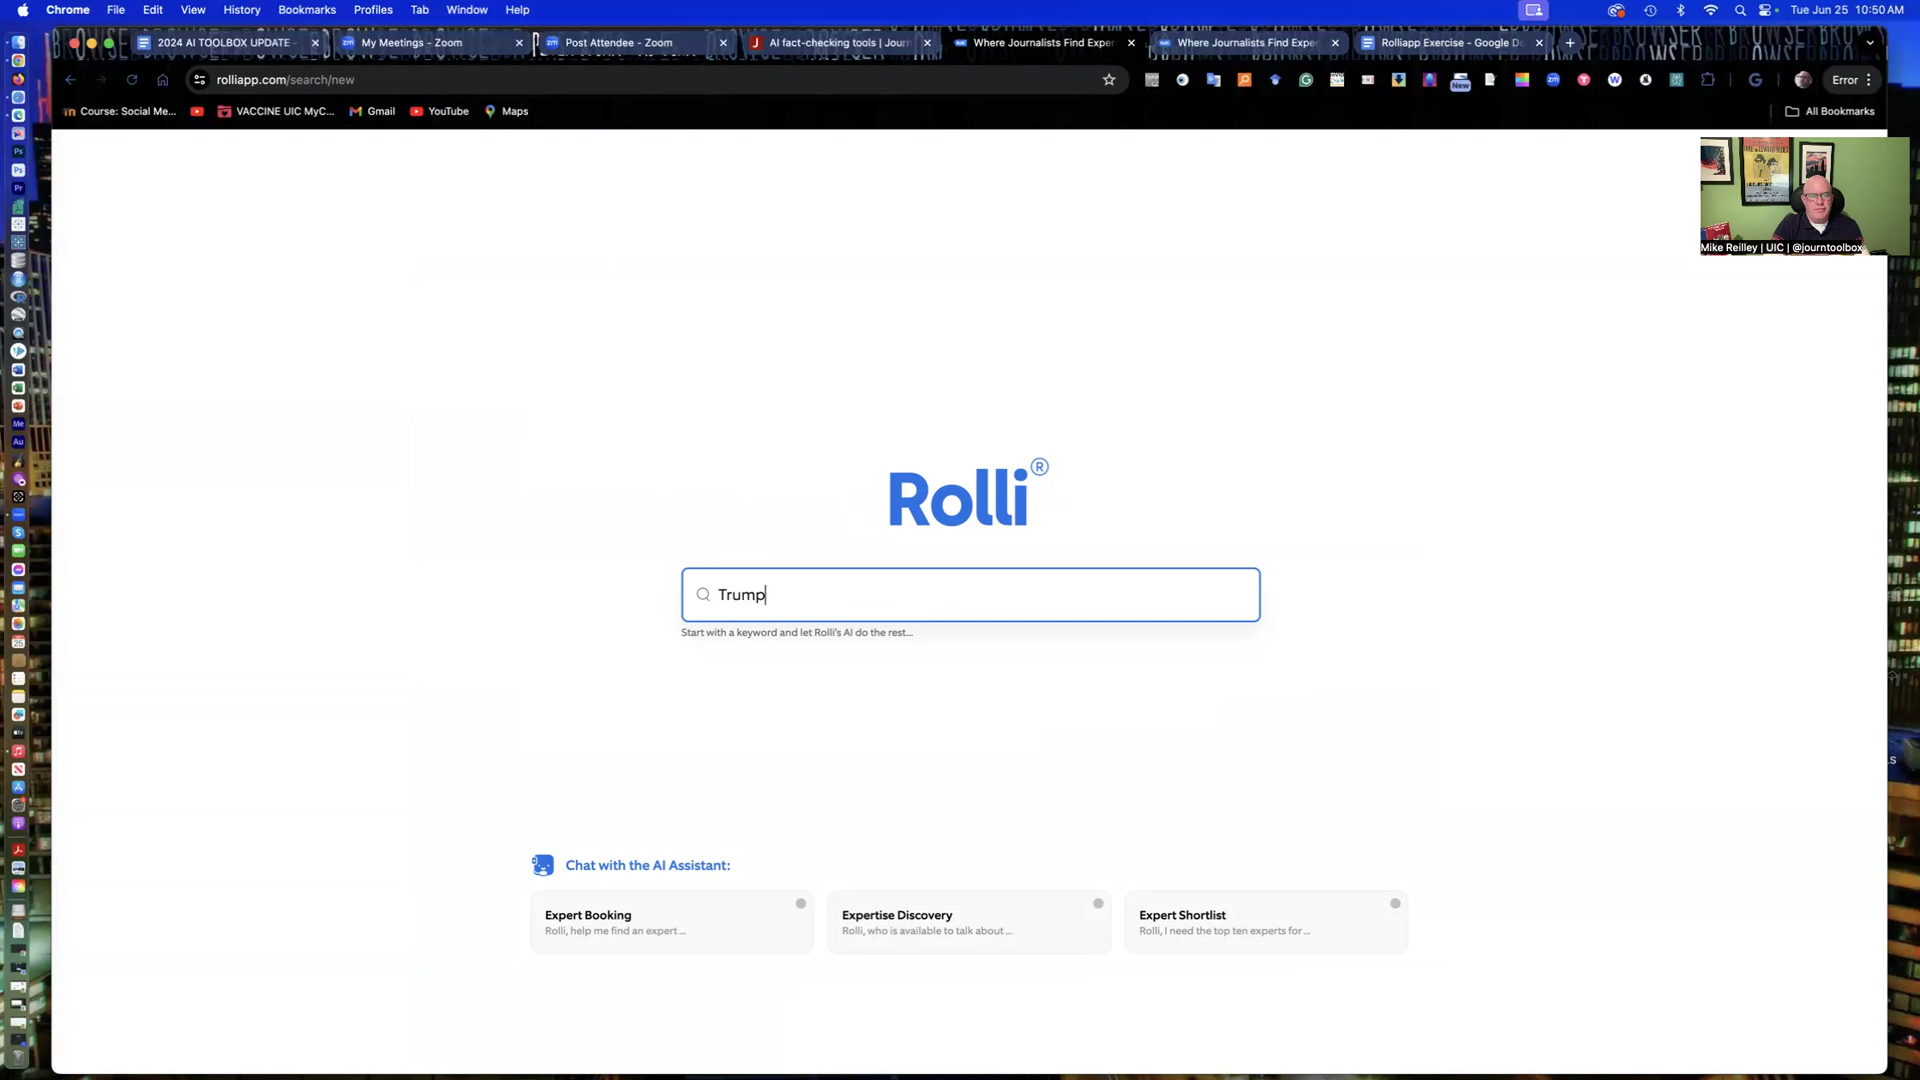 Chrome File Edit View History Bookmarks Profiles Tab Window Help Tue Jun 25 10:50 AM
2024 AI TOOLBOX UPDATE - My Meetings - Zoom Post Attendee - Zoom AI fact-checking tools | Journ Where Journalists Find Exper Where Journalists Find Exper Rolliapp Exercise - Google Do
rolliapp.com/search/new New Error
Course: Social Me... VACCINE UIC MyC... Gmail YouTube Maps All Bookmarks
Mike Reilley | UIC | @journtoolbox
Rolli®
Trump
Start with a keyword and let Rolli's AI do the rest...
Chat with the AI Assistant:
Expert Booking
Rolli, help me find an expert ...
Expertise Discovery
Rolli, who is available to talk about ...
Expert Shortlist
Rolli, I need the top ten experts for ...